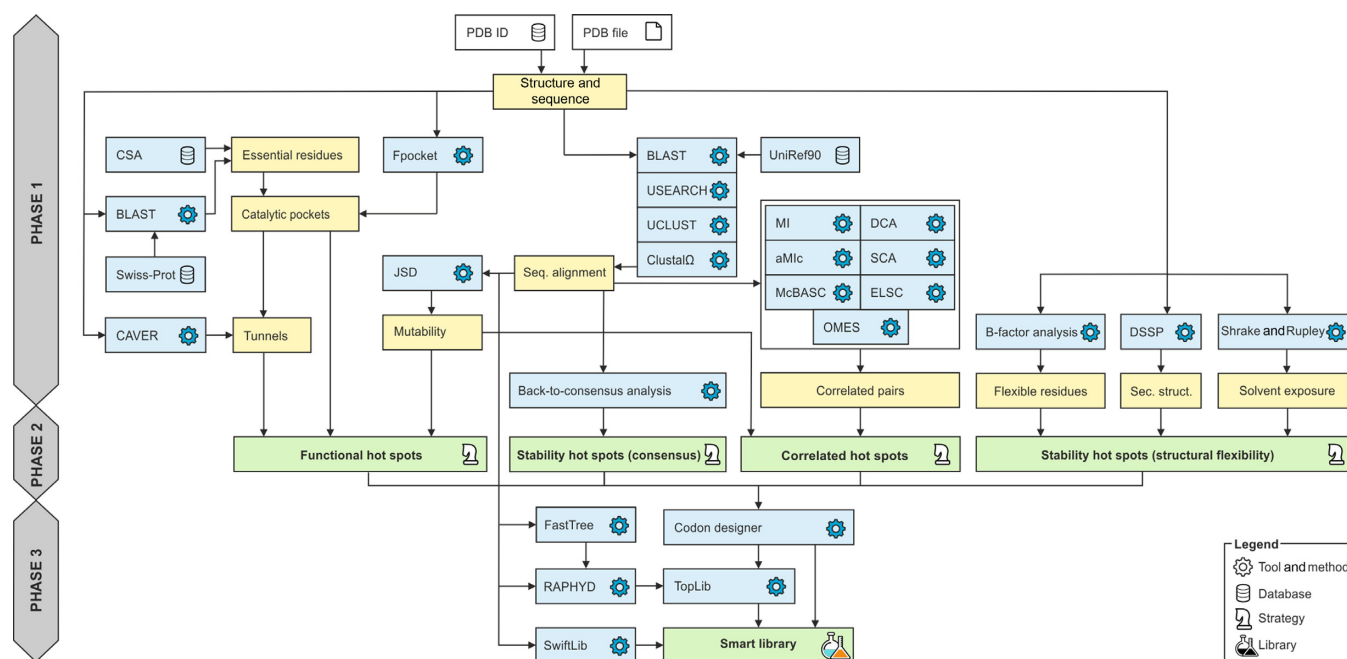 PDB ID
PDB file
Structure and
sequence
PHASE 1
CSA
Essential residues
Fpocket
BLAST
UniRef90
USEARCH
BLAST
Catalytic pockets
UCLUST
MI
DCA
Swiss-Prot
JSD
Seq. alignment
ClustalΩ
aMIc
SCA
McBASC
ELSC
CAVER
Tunnels
Mutability
OMES
B-factor analysis
DSSP
Shrake and Rupley
Back-to-consensus analysis
Correlated pairs
Flexible residues
Sec. struct.
Solvent exposure
PHASE 2
Functional hot spots
Stability hot spots (consensus)
Correlated hot spots
Stability hot spots (structural flexibility)
PHASE 3
FastTree
Codon designer
RAPHYD
TopLib
SwiftLib
Smart library
Legend
Tool and method
Database
Strategy
Library